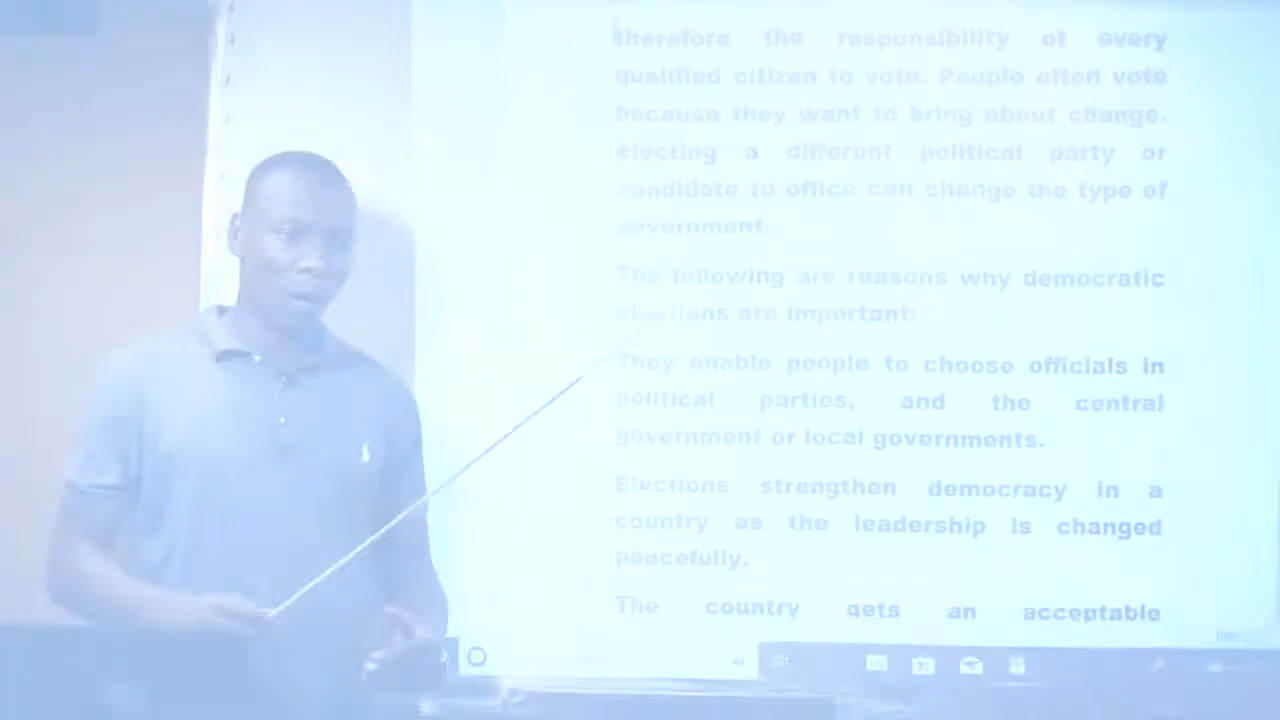 therefore the responsibility of every
qualified citizen to vote. People often vote
because they want to bring about change.
Electing a different political party or
candidate to office can change the type of
government.
The following are reasons why democratic
elections are important:
They enable people to choose officials in
political parties, and the central
government or local governments.
Elections strengthen democracy in a
country as the leadership is changed
peacefully.
The country gets an acceptable